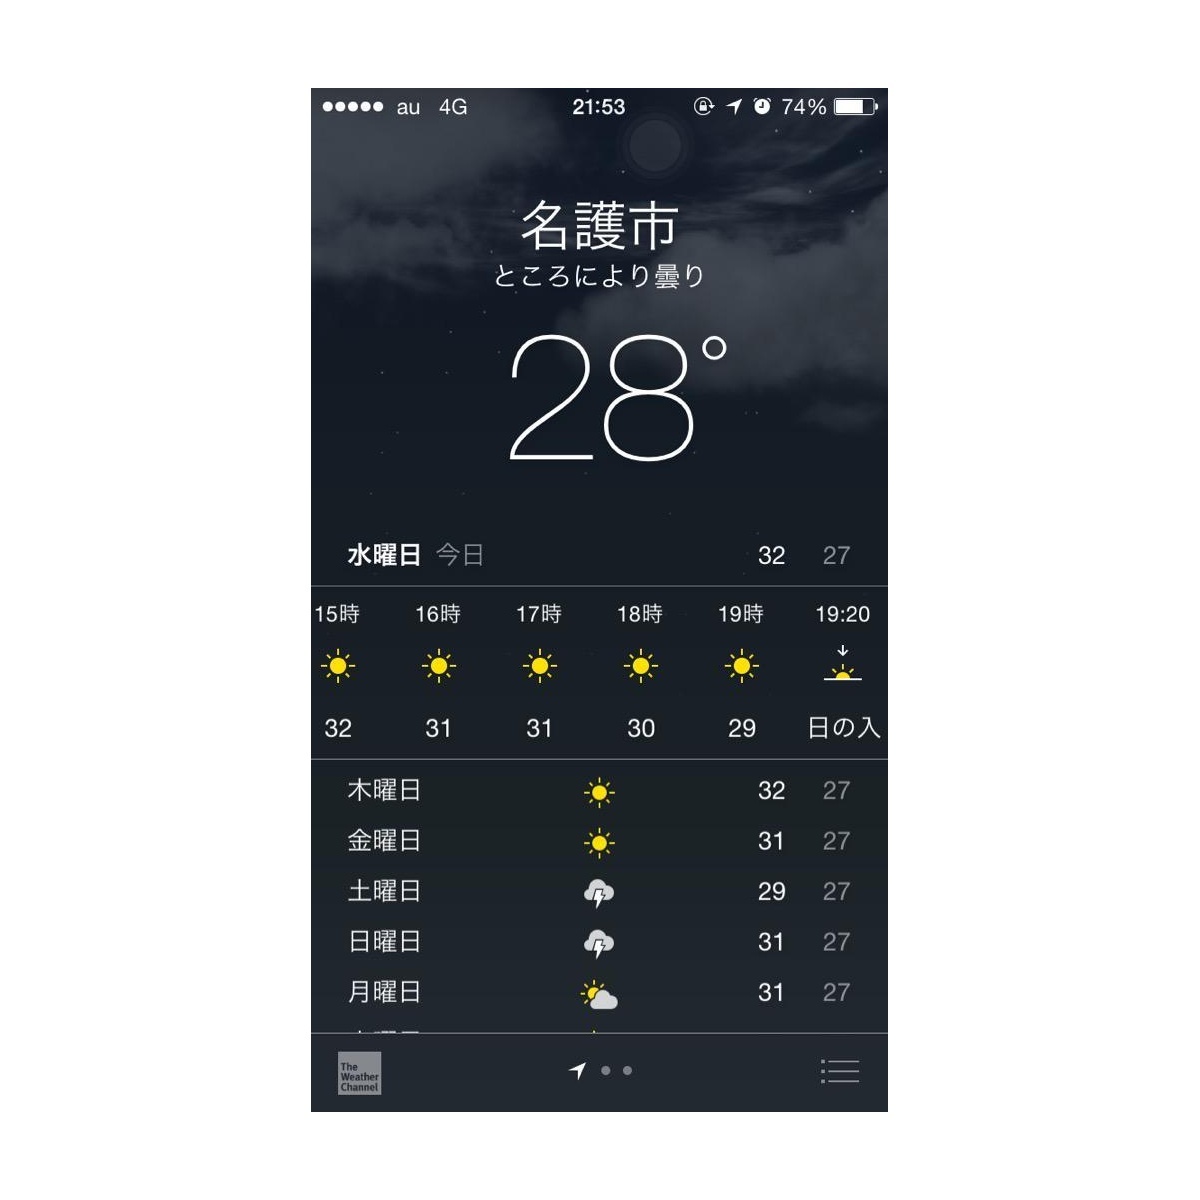 au 4G 21:53 74%
名護市
ところにより曇り
28°
水曜日 今日 32 27
15時 16時 17時 18時 19時 19:20
32 31 31 30 29 日の入
木曜日 32 27
金曜日 31 27
土曜日 29 27
日曜日 31 27
月曜日 31 27
The
Weather
Channel